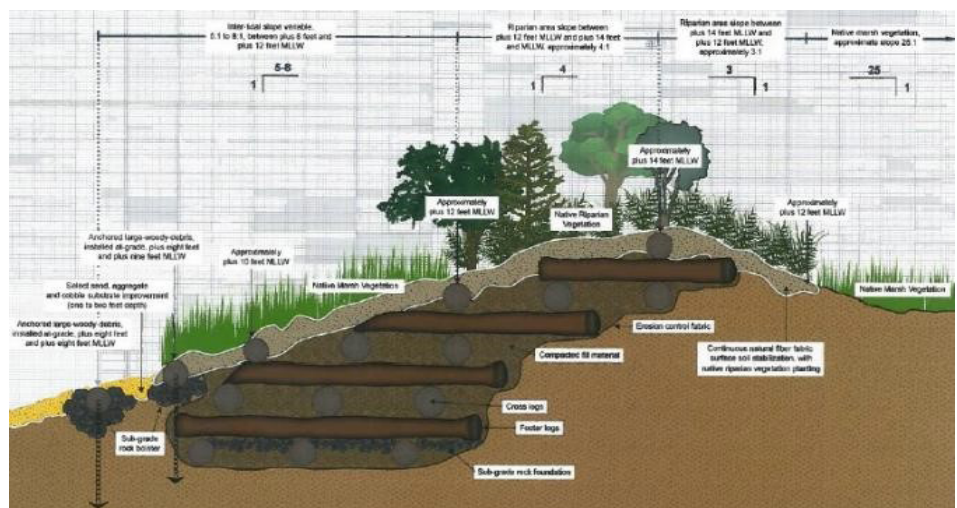 Inter-tidal slope variable,
5:1 to 8:1, between plus 8 feet and
plus 12 feet MLLW
Riparian area slope between
plus 12 feet MLLW and plus 14 feet
and MLLW, approximately 4:1
Riparian area slope between
plus 14 feet MLLW and
plus 12 feet MLLW,
approximately 3:1
Native marsh vegetation,
approximate slope 25:1
5-8
1
4
1
3
1
25
1
Approximately
plus 14 feet MLLW
Approximately
plus 12 feet MLLW
Native Riparian
Vegetation
Approximately
plus 12 feet MLLW
Anchored large-woody-debris,
installed at-grade, plus eight feet
and plus nine feet MLLW
Approximately
plus 10 feet MLLW
Select sand, aggregate
and cobble substrate improvement
(one to two foot depth)
Native Marsh Vegetation
Native Marsh Vegetation
Anchored large-woody-debris,
installed at-grade, plus eight feet
and plus eight feet MLLW
Erosion control fabric
Compacted fill material
Continuous natural fiber fabric
surface soil stabilization, with
native riparian vegetation planting
Cross logs
Footer logs
Sub-grade
rock bolster
Sub-grade rock foundation